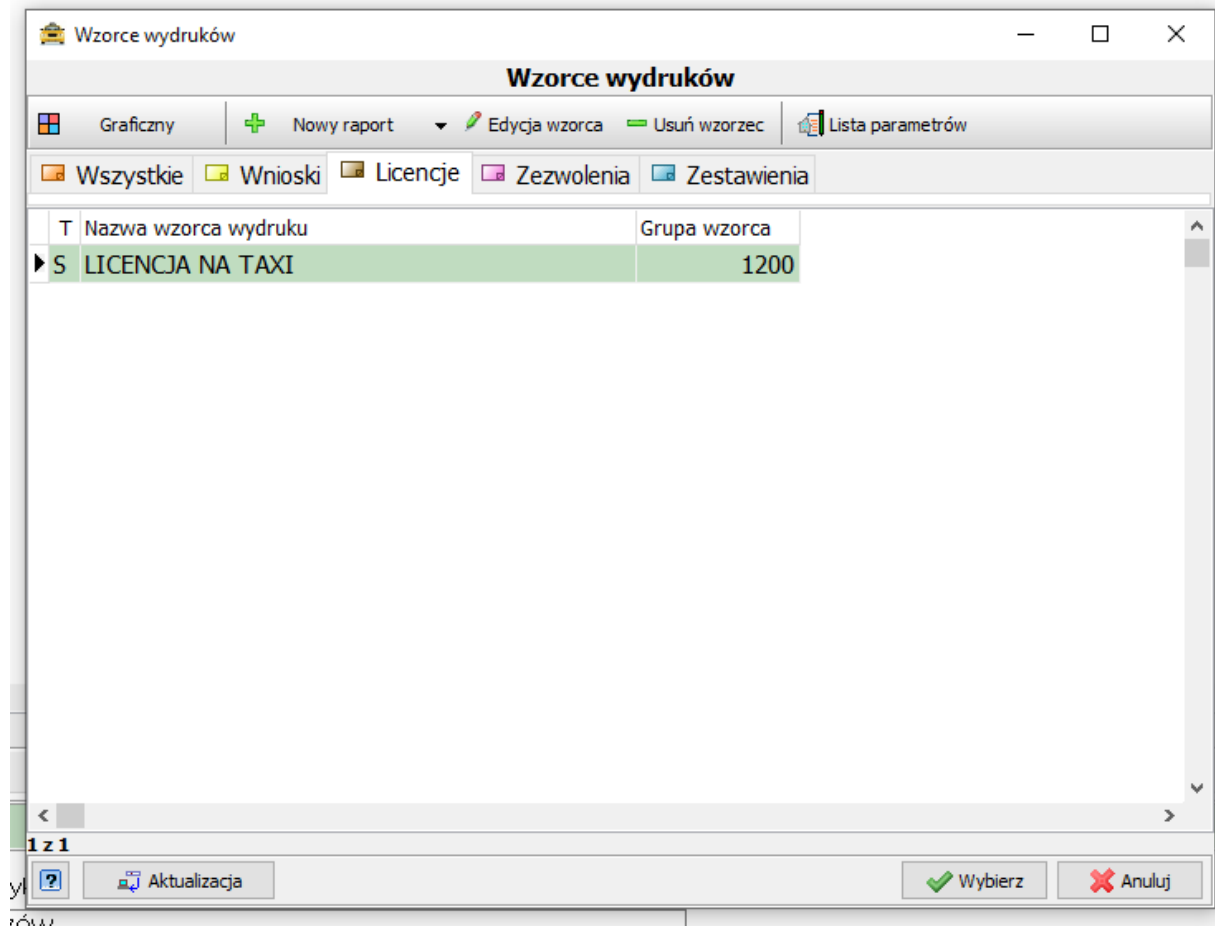 Wzorce wydruków
Wzorce wydruków
Graficzny Nowy raport Edycja wzorca Usuń wzorzec Lista parametrów
Wszystkie Wnioski Licencje Zezwolenia Zestawienia
T Nazwa wzorca wydruku Grupa wzorca
S LICENCJA NA TAXI 1200
1 z 1
? Aktualizacja Wybierz Anuluj